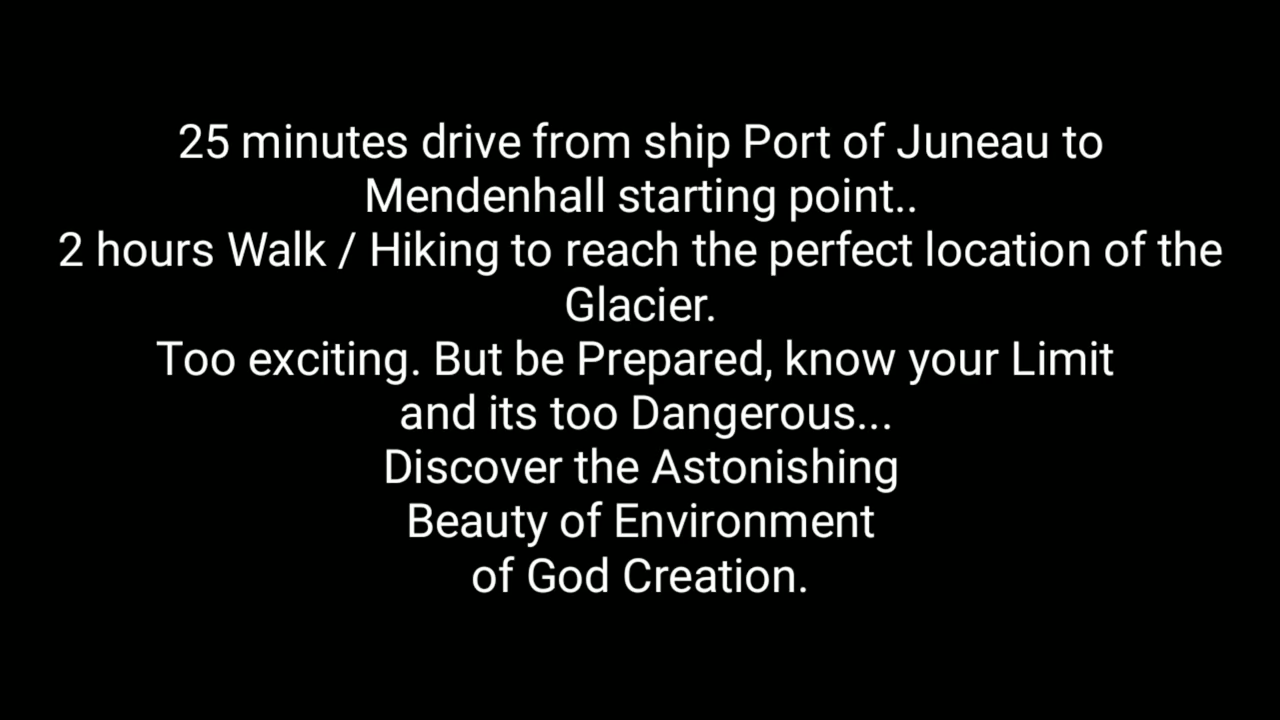 25 minutes drive from ship Port of Juneau to
Mendenhall starting point..
2 hours Walk / Hiking to reach the perfect location of the
Glacier.
Too exciting. But be Prepared, know your Limit
and its too Dangerous...
Discover the Astonishing
Beauty of Environment
of God Creation.